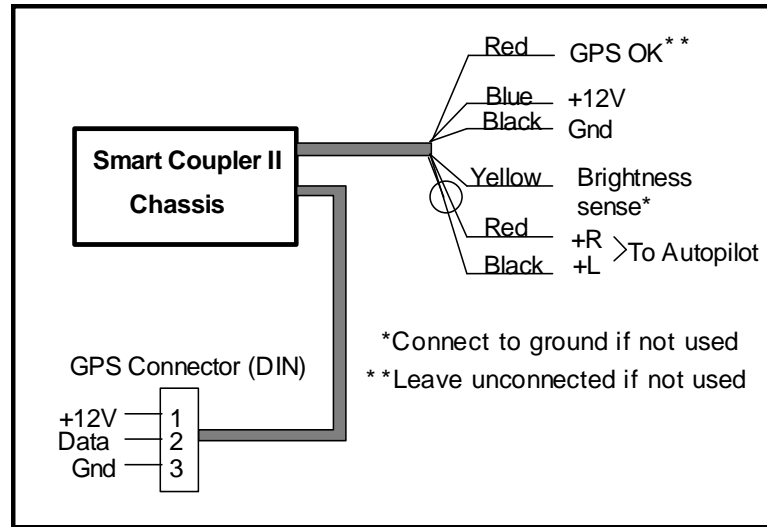 Red GPS OK**
Blue +12V
Black Gnd
Smart Coupler II
Chassis
Yellow Brightness
sense*
Red +R
Black +L
To Autopilot
*Connect to ground if not used
**Leave unconnected if not used
GPS Connector (DIN)
+12V 1
Data 2
Gnd 3